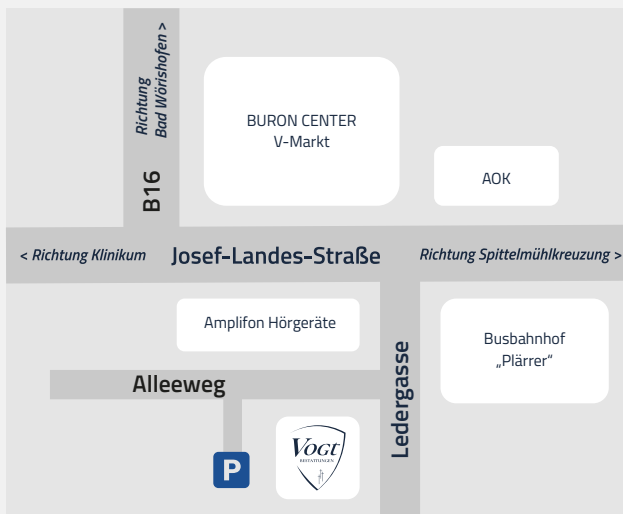 Richtung
Bad Wörishofen >
B16
BURON CENTER
V-Markt
AOK
< Richtung Klinikum
Josef-Landes-Straße
Richtung Spittelmühlkreuzung >
Amplifon Hörgeräte
Busbahnhof
„Plärrer“
Alleeweg
Ledergasse
P
VOGT
BESTATTUNGEN